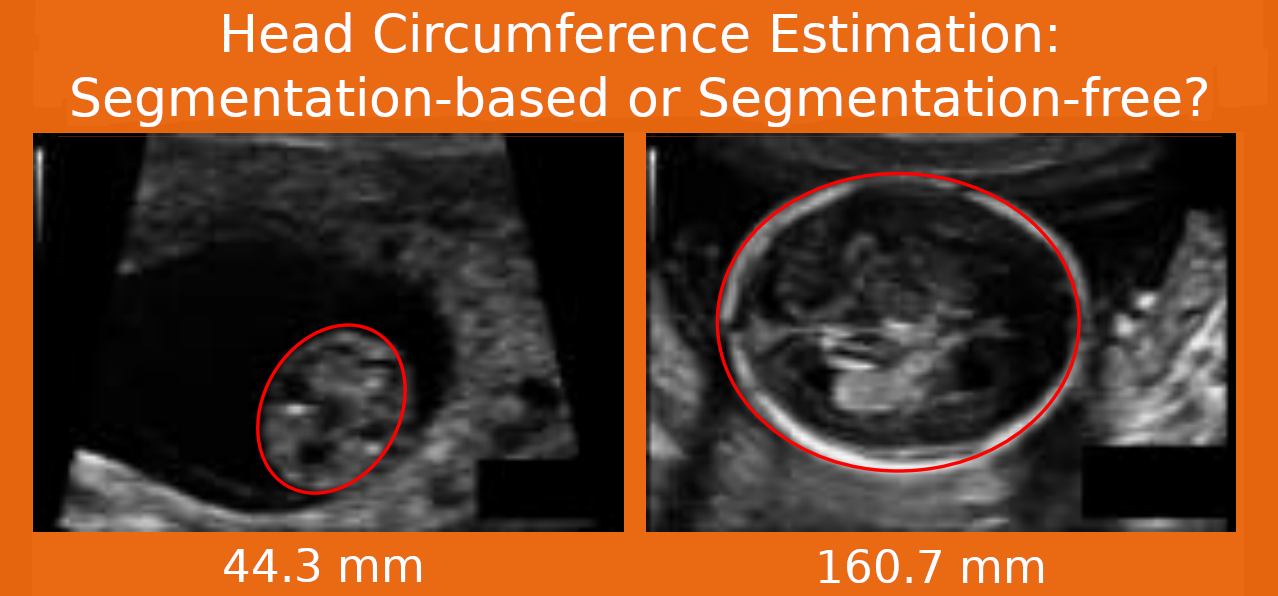 Head Circumference Estimation:
Segmentation-based or Segmentation-free?
44.3 mm
160.7 mm